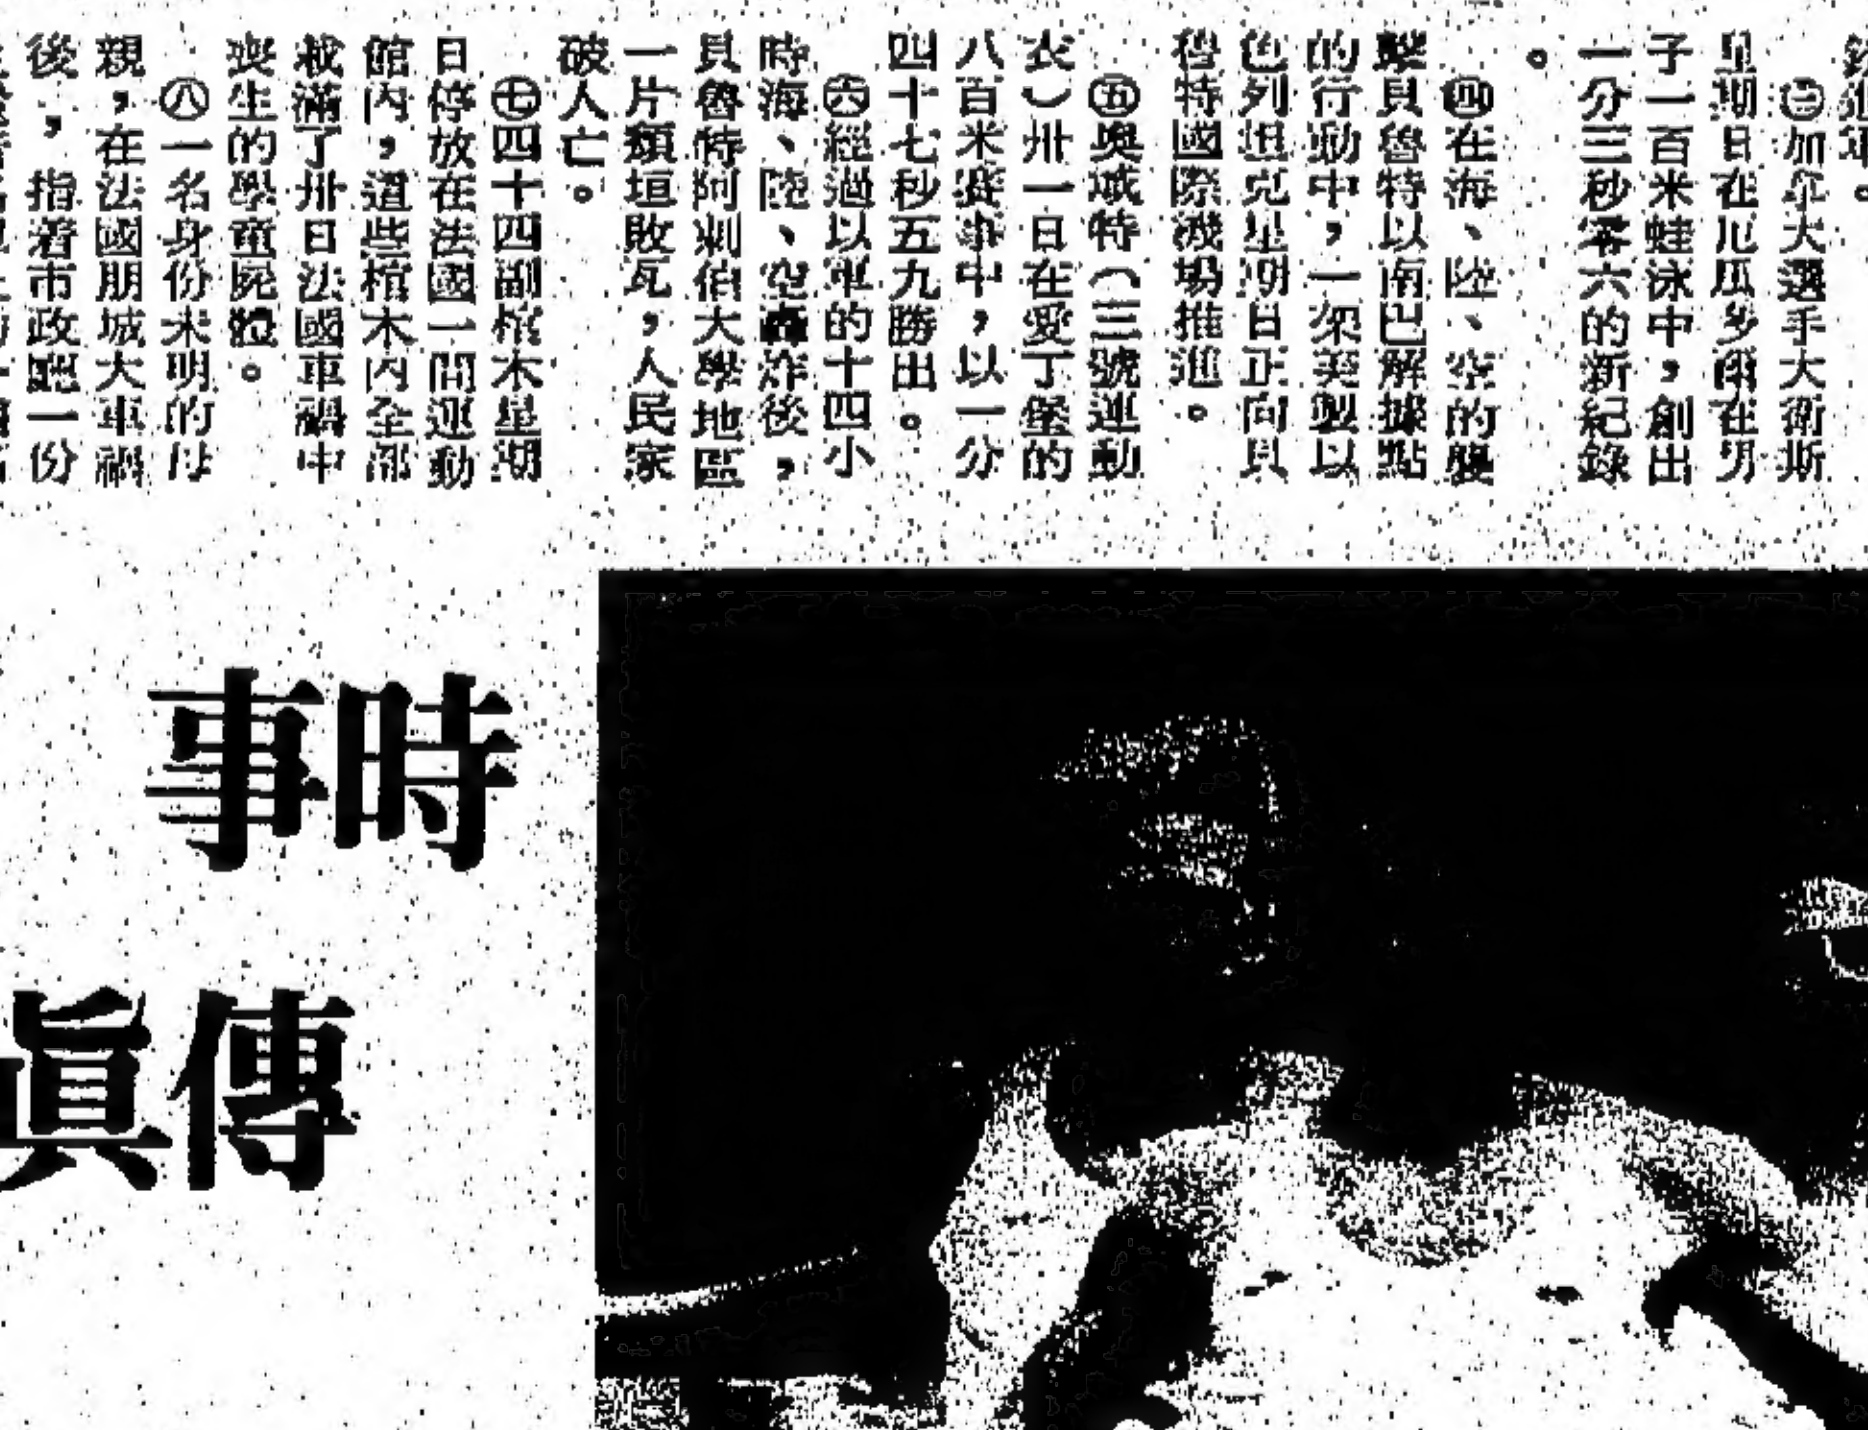 ㊂加拿大選手大衛斯
星期日在厄瓜多爾在男
子一百米蛙泳中，創出
一分三秒零六的新紀錄
。
㊃在海、陸、空的襲
擊貝魯特以南巴解據點
的行動中，一架美製以
色列坦克星期日正向貝
魯特國際機場推進。
㊄奧域特（三號運動
衣）卅一日在愛丁堡的
八百米賽事中，以一分
四十七秒五九勝出。
㊅經過以軍的十四小
時海、陸、空轟炸後，
貝魯特阿剌伯大學地區
一片頹垣敗瓦，人民家
破人亡。
㊆四十四副棺木星期
日停放在法國一間運動
館內，這些棺木內全部
載滿了卅日法國車禍中
喪生的學童屍體。
㊇一名身份未明的母
親，在法國朋城大車禍
後，指着市政廳一份
時事
傳眞